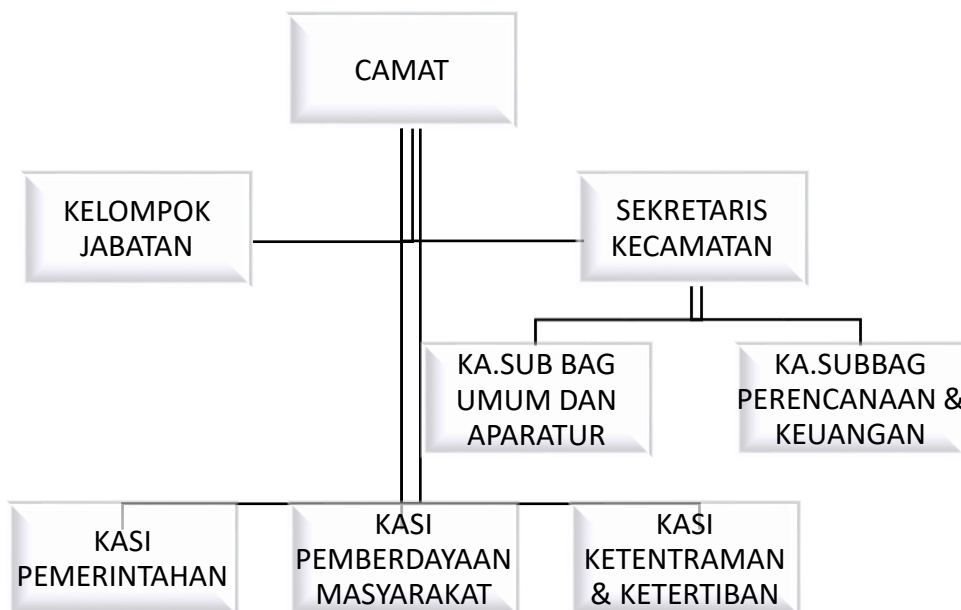 CAMAT
KELOMPOK
JABATAN
SEKRETARIS
KECAMATAN
KA.SUB BAG
UMUM DAN
APARATUR
KA.SUBBAG
PERENCANAAN &
KEUANGAN
KASI
PEMERINTAHAN
KASI
PEMBERDAYAAN
MASYARAKAT
KASI
KETENTRAMAN
& KETERTIBAN